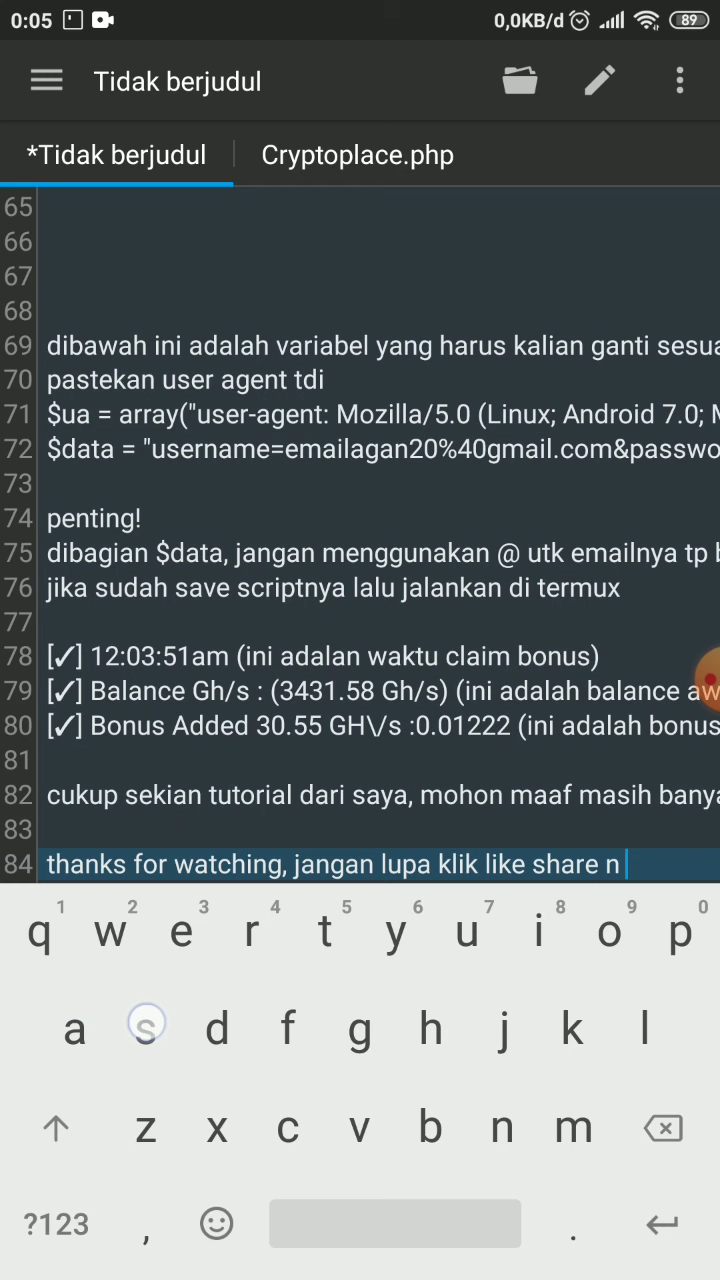 0:05 0,0KB/d 89
Tidak berjudul
*Tidak berjudul Cryptoplace.php
65
66
67
68
69 dibawah ini adalah variabel yang harus kalian ganti sesua
70 pastekan user agent tdi
71 $ua = array("user-agent: Mozilla/5.0 (Linux; Android 7.0; M
72 $data = "username=emailagan20%40gmail.com&passwo
73
74 penting!
75 dibagian $data, jangan menggunakan @ utk emailnya tp b
76 jika sudah save scriptnya lalu jalankan di termux
77
78 [✓] 12:03:51am (ini adalan waktu claim bonus)
79 [✓] Balance Gh/s : (3431.58 Gh/s) (ini adalah balance aw
80 [✓] Bonus Added 30.55 GH\/s :0.01222 (ini adalah bonus
81
82 cukup sekian tutorial dari saya, mohon maaf masih banya
83
84 thanks for watching, jangan lupa klik like share n
1 2 3 4 5 6 7 8 9 0
q w e r t y u i o p
a s d f g h j k l
z x c v b n m
?123 , .